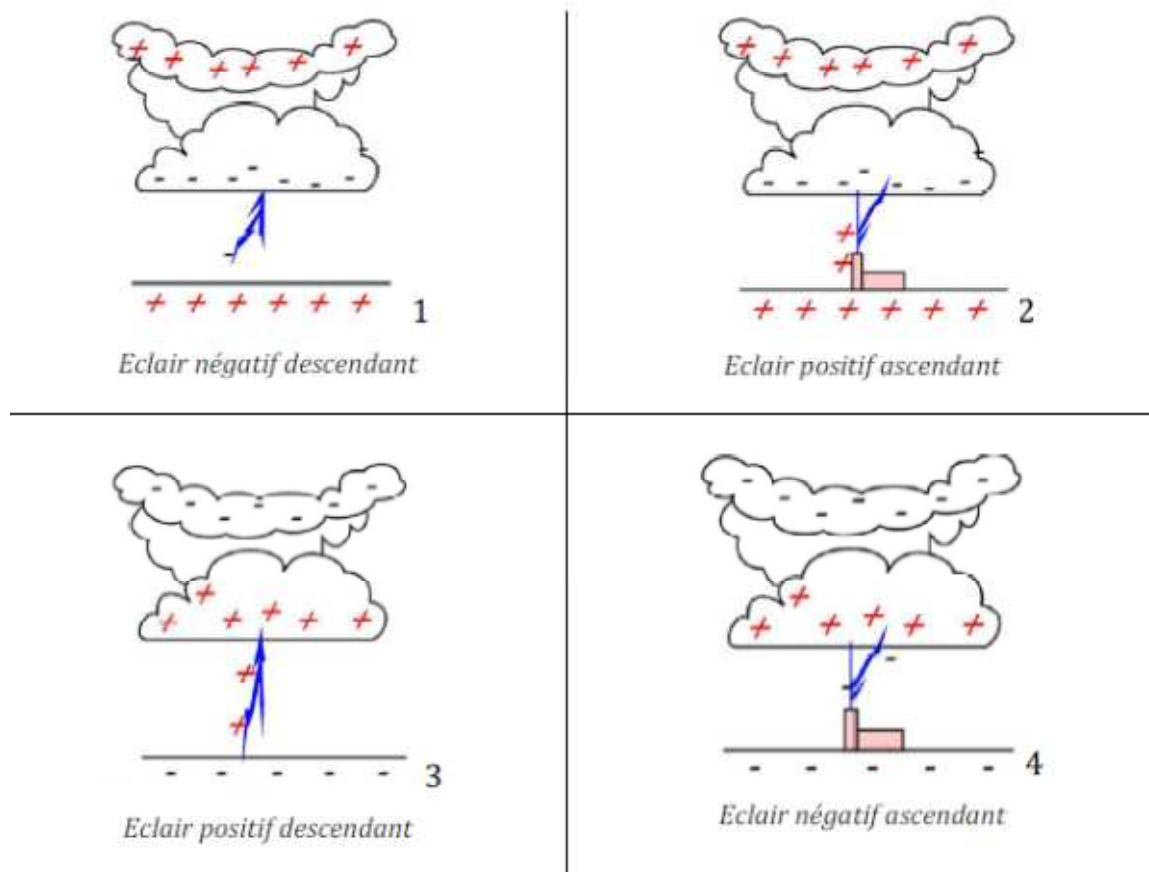 1
Eclair négatif descendant
2
Eclair positif ascendant
3
Eclair positif descendant
4
Eclair négatif ascendant